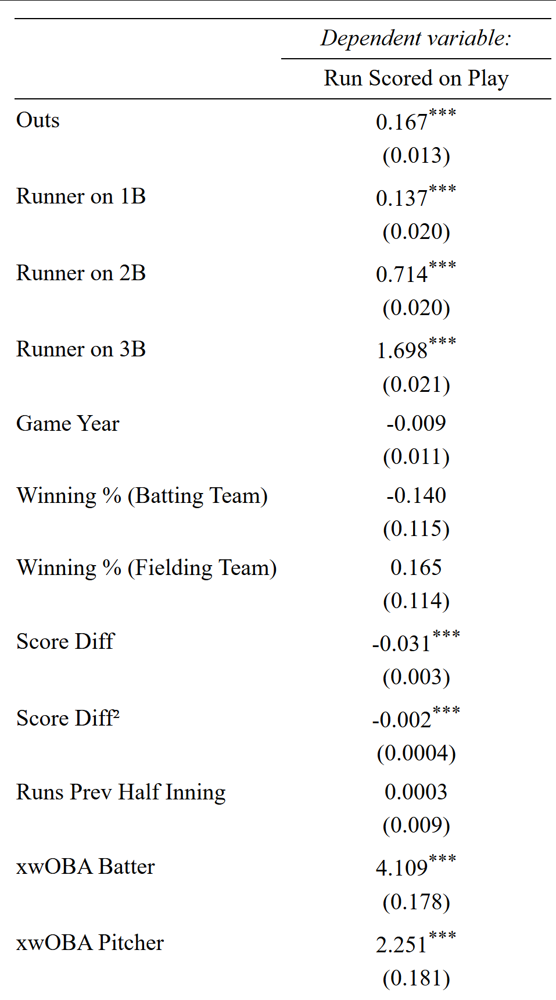 Dependent variable:
Run Scored on Play
Outs 0.167***
(0.013)
Runner on 1B 0.137***
(0.020)
Runner on 2B 0.714***
(0.020)
Runner on 3B 1.698***
(0.021)
Game Year -0.009
(0.011)
Winning % (Batting Team) -0.140
(0.115)
Winning % (Fielding Team) 0.165
(0.114)
Score Diff -0.031***
(0.003)
Score Diff² -0.002***
(0.0004)
Runs Prev Half Inning 0.0003
(0.009)
xwOBA Batter 4.109***
(0.178)
xwOBA Pitcher 2.251***
(0.181)